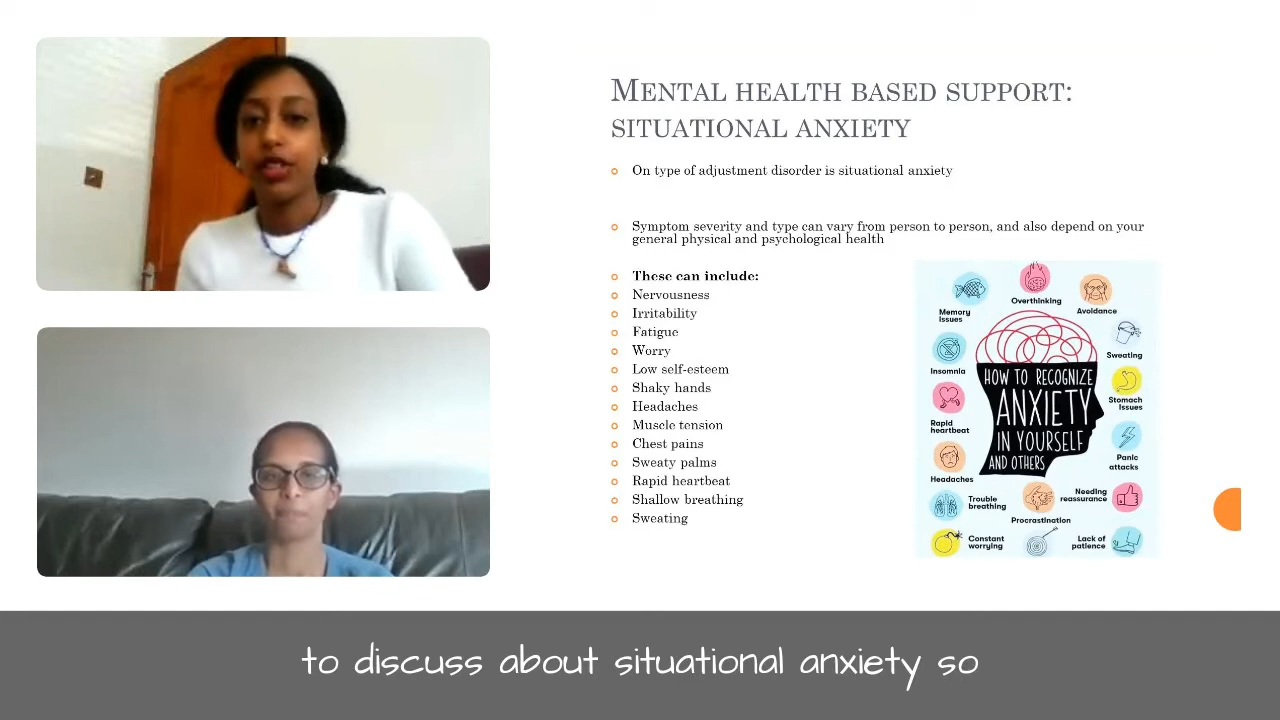 MENTAL HEALTH BASED SUPPORT:
SITUATIONAL ANXIETY
On type of adjustment disorder is situational anxiety
Symptom severity and type can vary from person to person, and also depend on your
general physical and psychological health
These can include:
Nervousness
Irritability
Fatigue
Worry
Low self-esteem
Shaky hands
Headaches
Muscle tension
Chest pains
Sweaty palms
Rapid heartbeat
Shallow breathing
Sweating
Overthinking
Memory
Issues
Avoidance
Sweating
Insomnia
HOW TO RECOGNIZE
ANXIETY
IN YOURSELF
AND OTHERS
Stomach
Issues
Rapid
heartbeat
Panic
attacks
Headaches
Trouble
breathing
Needing
reassurance
Procrastination
Constant
worrying
Lack of
patience
to discuss about situational anxiety so